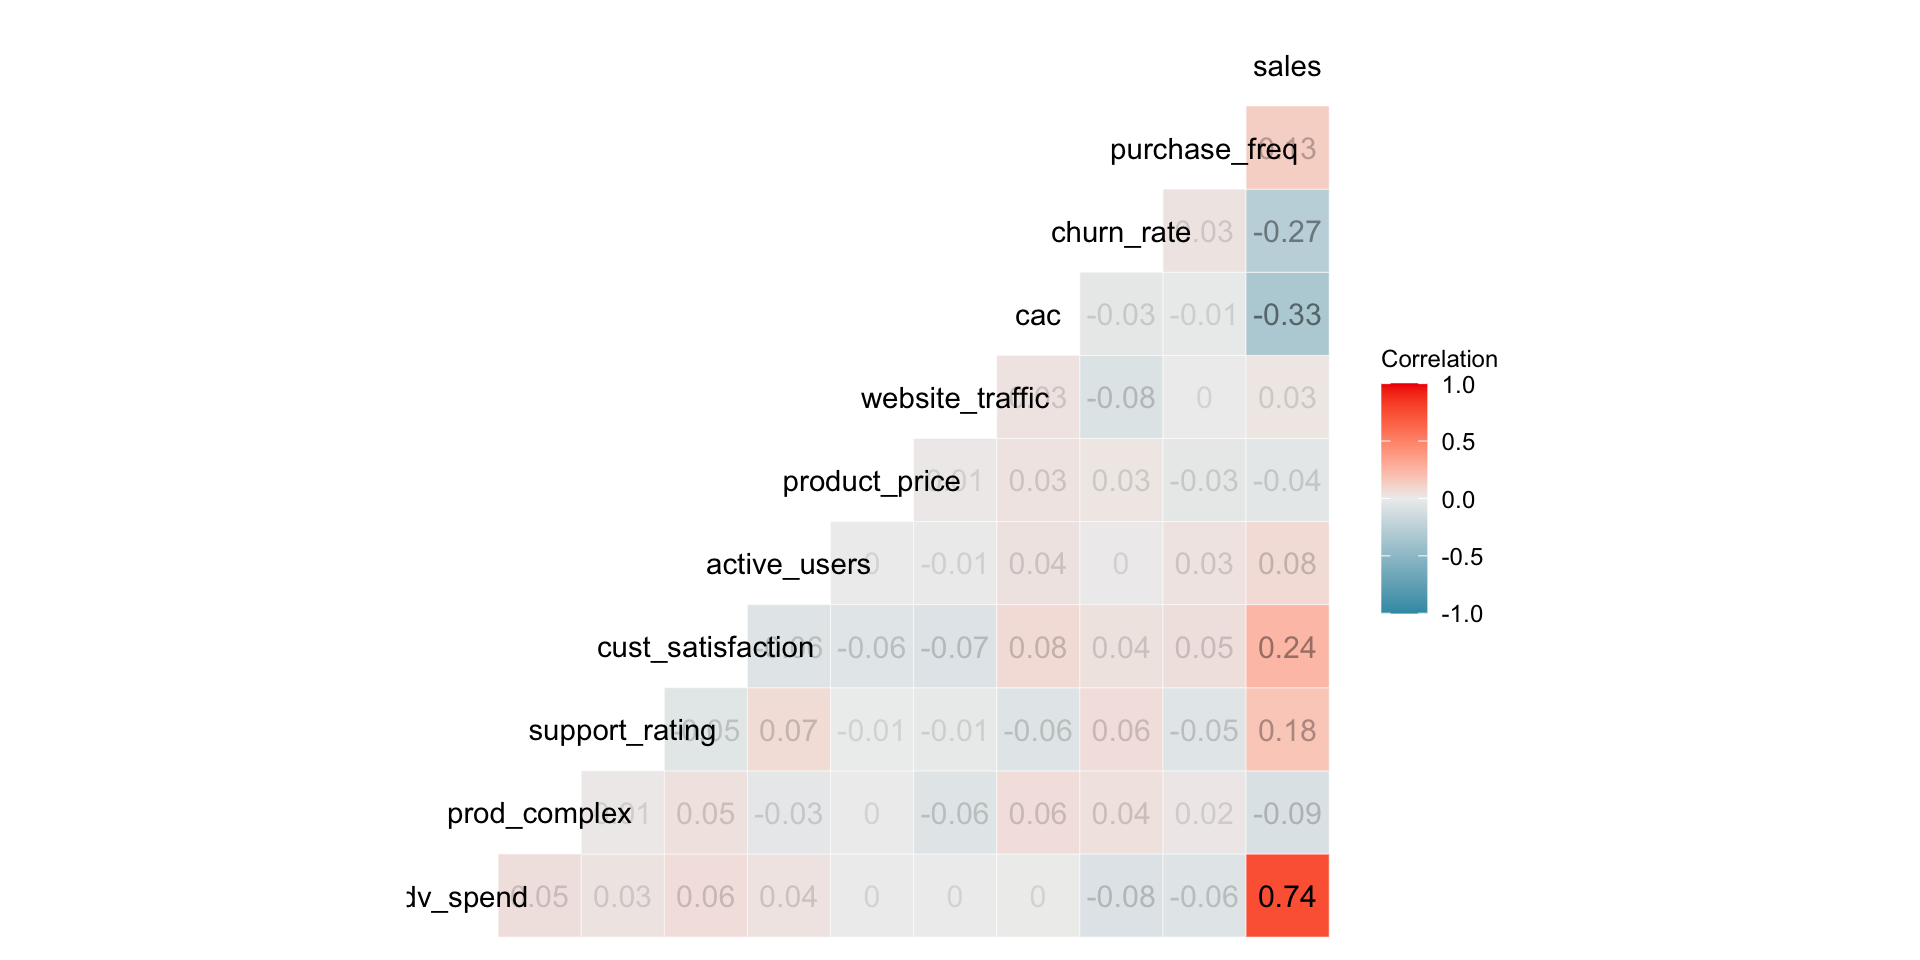 sales
purchase_freq
churn_rate -0.27
cac -0.03 -0.01 -0.33
Correlation
website_traffic -0.08 0 0.03
1.0
0.5
0.0
-0.5
-1.0
product_price 0.03 0.03 -0.03 -0.04
active_users -0.01 0.04 0 0.03 0.08
cust_satisfaction -0.06 -0.07 0.08 0.04 0.05 0.24
support_rating 0.07 -0.01 -0.01 -0.06 0.06 -0.05 0.18
prod_complex 0.05 -0.03 0 -0.06 0.06 0.04 0.02 -0.09
dv_spend 0.03 0.06 0.04 0 0 0 -0.08 -0.06 0.74